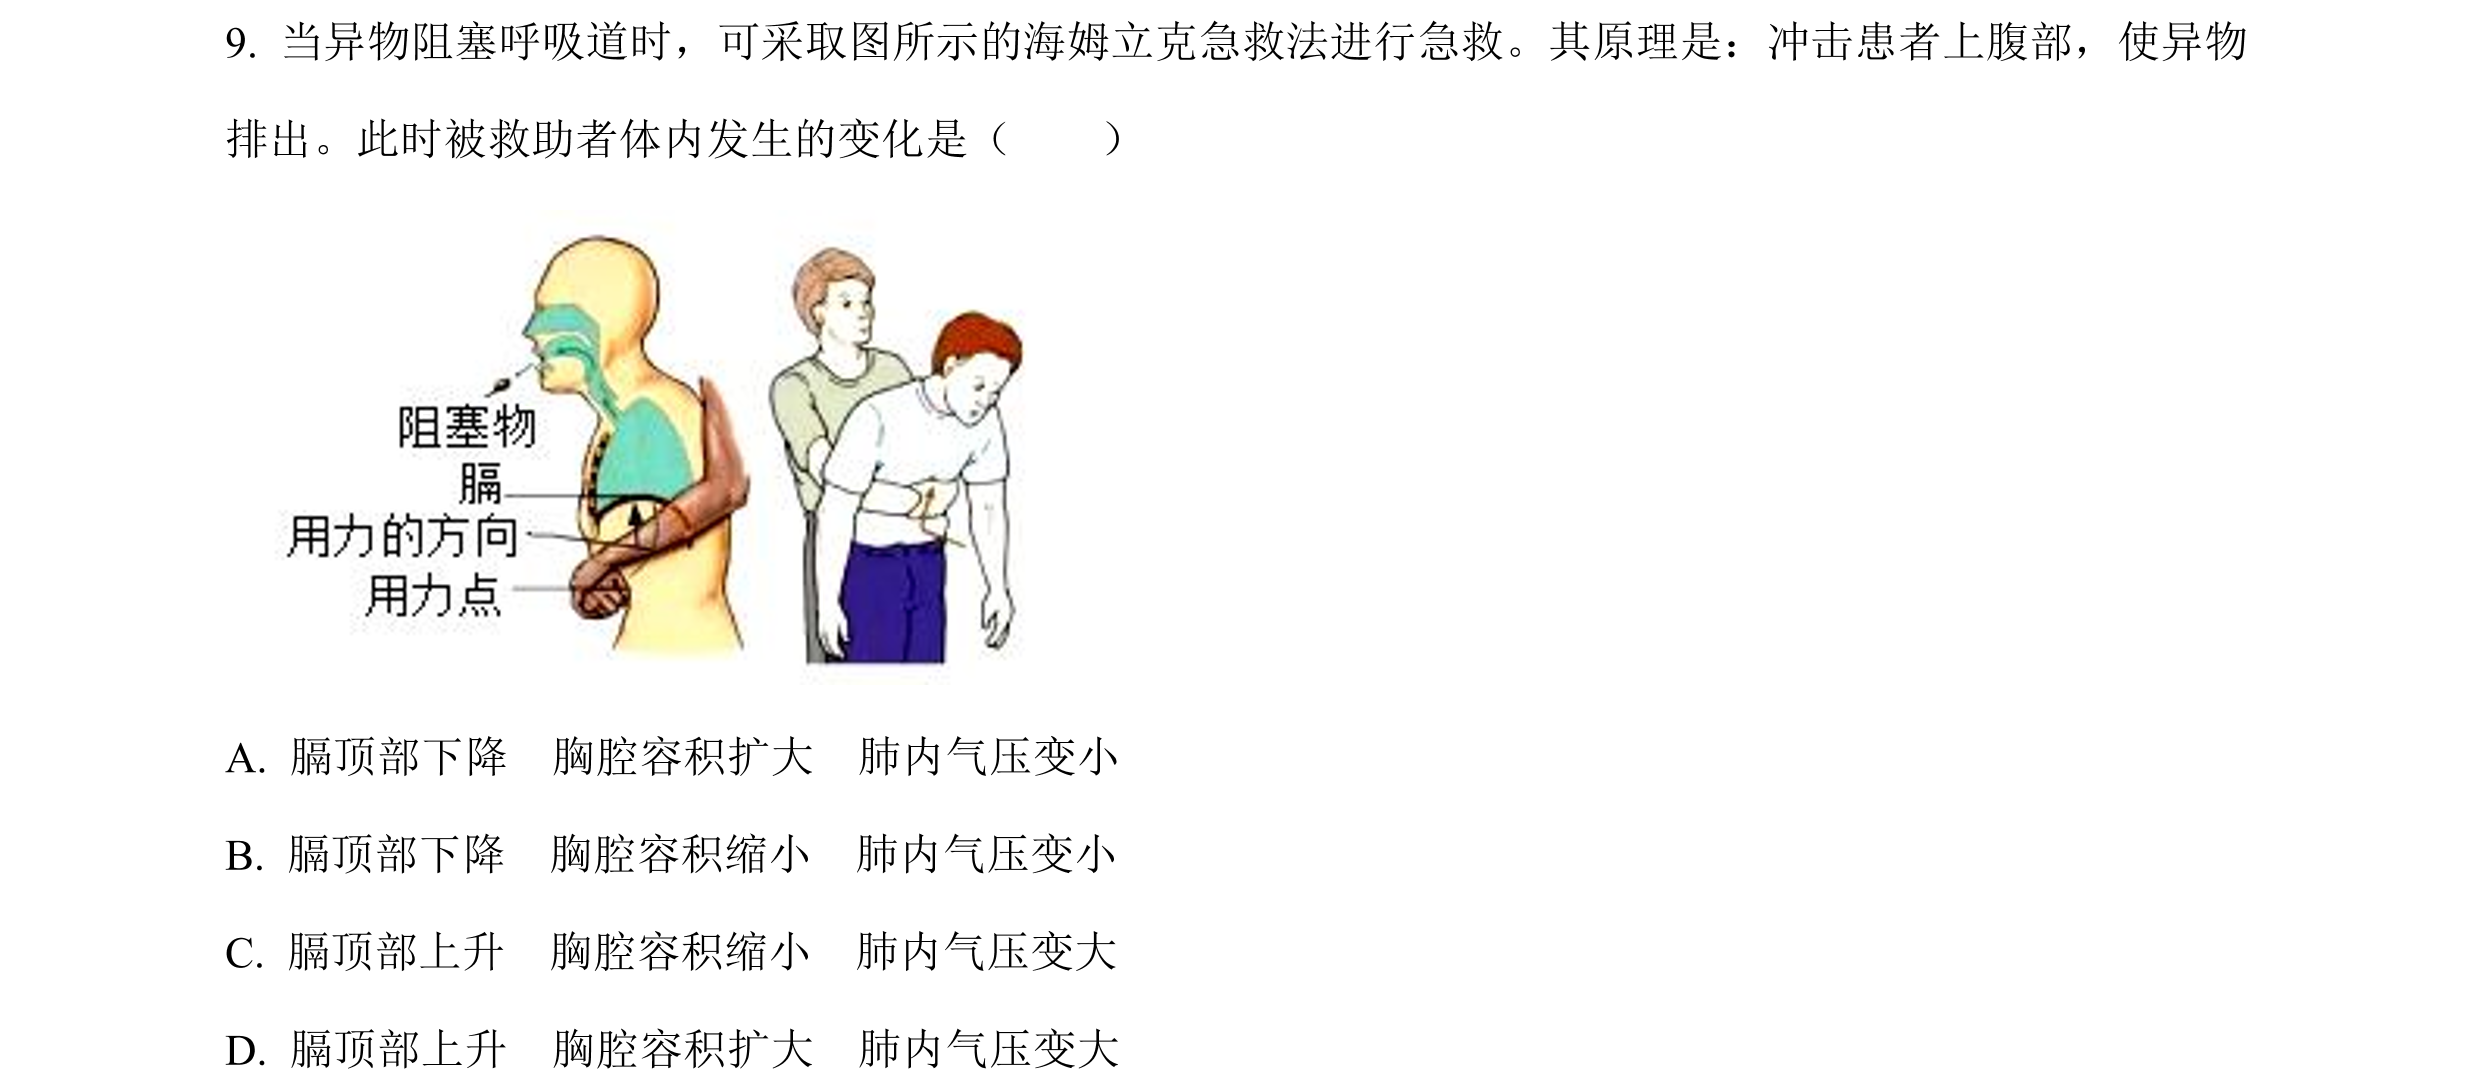 9. 当异物阻塞呼吸道时，可采取图所示的海姆立克急救法进行急救。其原理是：冲击患者上腹部，使异物
排出。此时被救助者体内发生的变化是（　　）
阻塞物
膈
用力的方向
用力点
A. 膈顶部下降　胸腔容积扩大　肺内气压变小
B. 膈顶部下降　胸腔容积缩小　肺内气压变小
C. 膈顶部上升　胸腔容积缩小　肺内气压变大
D. 膈顶部上升　胸腔容积扩大　肺内气压变大